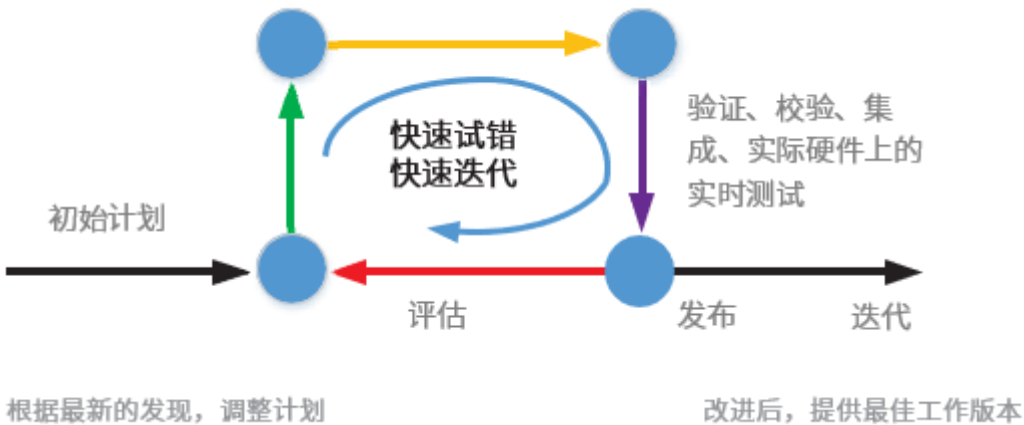 快速试错
快速迭代
验证、校验、集
成、实际硬件上的
实时测试
初始计划
评估
发布
迭代
根据最新的发现，调整计划
改进后，提供最佳工作版本